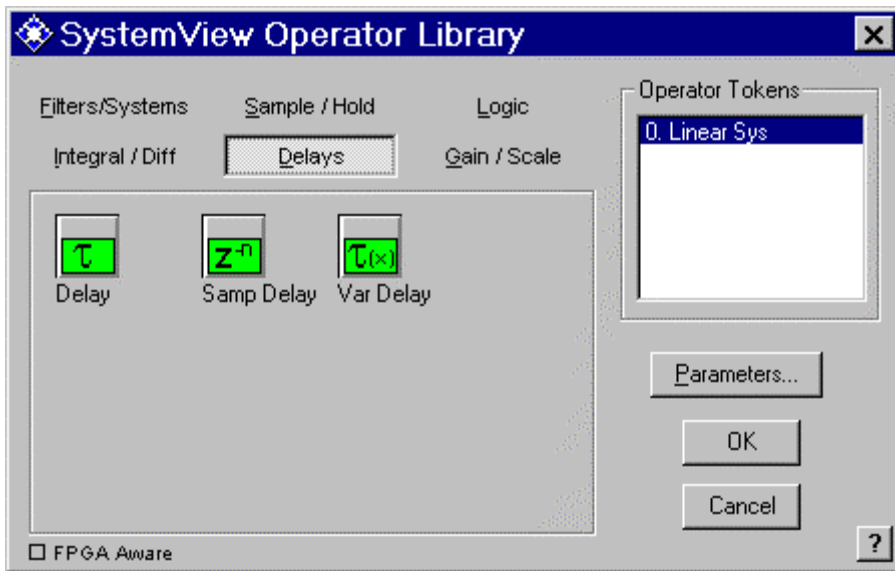 SystemView Operator Library
Filters/Systems Sample / Hold Logic
Integral / Diff Delays Gain / Scale
Operator Tokens
0. Linear Sys
τ z⁻ⁿ τ(x)
Delay Samp Delay Var Delay
Parameters...
OK
Cancel
FPGA Aware
?